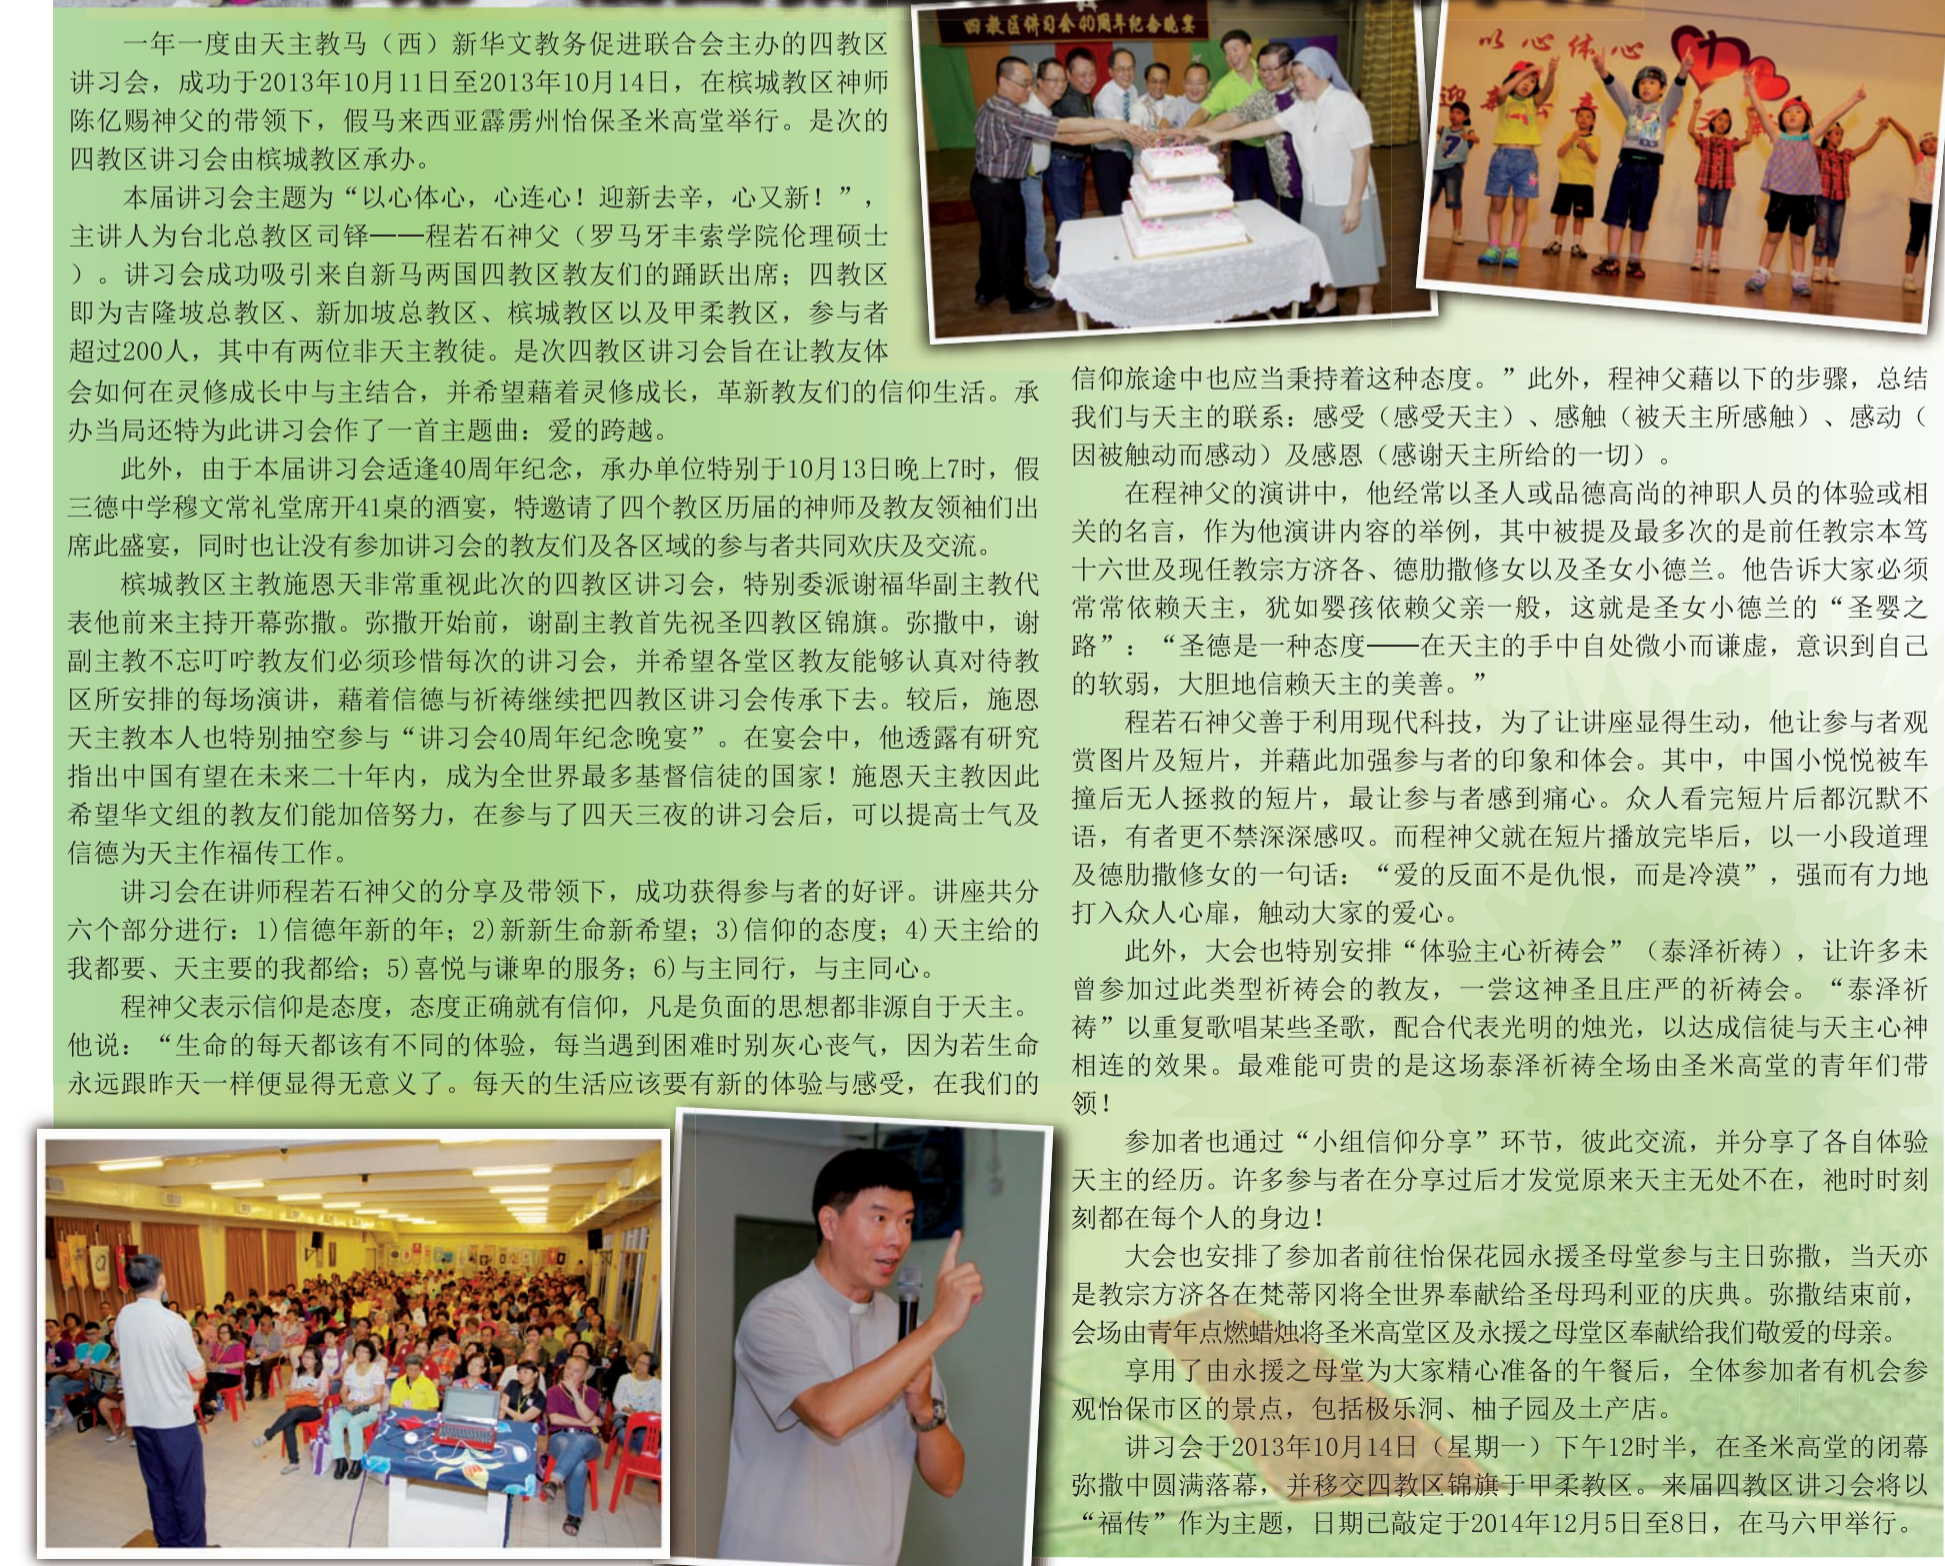 一年一度由天主教马（西）新华文教务促进联合会主办的四教区
讲习会，成功于2013年10月11日至2013年10月14日，在槟城教区神师
陈亿赐神父的带领下，假马来西亚霹雳州怡保圣米高堂举行。是次的
四教区讲习会由槟城教区承办。
本届讲习会主题为“以心体心，心连心！迎新去辛，心又新！”，
主讲人为台北总教区司铎——程若石神父（罗马牙丰索学院伦理硕士
）。讲习会成功吸引来自新马两国四教区教友们的踊跃出席；四教区
即为吉隆坡总教区、新加坡总教区、槟城教区以及甲柔教区，参与者
超过200人，其中有两位非天主教徒。是次四教区讲习会旨在让教友体
会如何在灵修成长中与主结合，并希望藉着灵修成长，革新教友们的信仰生活。承
办当局还特为此讲习会作了一首主题曲：爱的跨越。
此外，由于本届讲习会适逢40周年纪念，承办单位特别于10月13日晚上7时，假
三德中学穆文常礼堂席开41桌的酒宴，特邀请了四个教区历届的神师及教友领袖们出
席此盛宴，同时也让没有参加讲习会的教友们及各区域的参与者共同欢庆及交流。
槟城教区主教施恩天非常重视此次的四教区讲习会，特别委派谢福华副主教代
表他前来主持开幕弥撒。弥撒开始前，谢副主教首先祝圣四教区锦旗。弥撒中，谢
副主教不忘叮咛教友们必须珍惜每次的讲习会，并希望各堂区教友能够认真对待教
区所安排的每场演讲，藉着信德与祈祷继续把四教区讲习会传承下去。较后，施恩
天主教本人也特别抽空参与“讲习会40周年纪念晚宴”。在宴会中，他透露有研究
指出中国有望在未来二十年内，成为全世界最多基督信徒的国家！施恩天主教因此
希望华文组的教友们能加倍努力，在参与了四天三夜的讲习会后，可以提高士气及
信德为天主作福传工作。
讲习会在讲师程若石神父的分享及带领下，成功获得参与者的好评。讲座共分
六个部分进行：1)信德年新的年；2)新新生命新希望；3)信仰的态度；4)天主给的
我都要、天主要的我都给；5)喜悦与谦卑的服务；6)与主同行，与主同心。
程神父表示信仰是态度，态度正确就有信仰，凡是负面的思想都非源自于天主。
他说：“生命的每天都该有不同的体验，每当遇到困难时别灰心丧气，因为若生命
永远跟昨天一样便显得无意义了。每天的生活应该要有新的体验与感受，在我们的
四教区讲习会40周年纪念晚宴
以心体心
信仰旅途中也应当秉持着这种态度。”此外，程神父藉以下的步骤，总结
我们与天主的联系：感受（感受天主）、感触（被天主所感触）、感动（
因被触动而感动）及感恩（感谢天主所给的一切）。
在程神父的演讲中，他经常以圣人或品德高尚的神职人员的体验或相
关的名言，作为他演讲内容的举例，其中被提及最多次的是前任教宗本笃
十六世及现任教宗方济各、德肋撒修女以及圣女小德兰。他告诉大家必须
常常依赖天主，犹如婴孩依赖父亲一般，这就是圣女小德兰的“圣婴之
路”：“圣德是一种态度——在天主的手中自处微小而谦虚，意识到自己
的软弱，大胆地信赖天主的美善。”
程若石神父善于利用现代科技，为了让讲座显得生动，他让参与者观
赏图片及短片，并藉此加强参与者的印象和体会。其中，中国小悦悦被车
撞后无人拯救的短片，最让参与者感到痛心。众人看完短片后都沉默不
语，有者更不禁深深感叹。而程神父就在短片播放完毕后，以一小段道理
及德肋撒修女的一句话：“爱的反面不是仇恨，而是冷漠”，强而有力地
打入众人心扉，触动大家的爱心。
此外，大会也特别安排“体验主心祈祷会”（泰泽祈祷），让许多未
曾参加过此类型祈祷会的教友，一尝这神圣且庄严的祈祷会。“泰泽祈
祷”以重复歌唱某些圣歌，配合代表光明的烛光，以达成信徒与天主心神
相连的效果。最难能可贵的是这场泰泽祈祷全场由圣米高堂的青年们带
领！
参加者也通过“小组信仰分享”环节，彼此交流，并分享了各自体验
天主的经历。许多参与者在分享过后才发觉原来天主无处不在，祂时时刻
刻都在每个人的身边！
大会也安排了参加者前往怡保花园永援圣母堂参与主日弥撒，当天亦
是教宗方济各在梵蒂冈将全世界奉献给圣母玛利亚的庆典。弥撒结束前，
会场由青年点燃蜡烛将圣米高堂区及永援之母堂区奉献给我们敬爱的母亲。
享用了由永援之母堂为大家精心准备的午餐后，全体参加者有机会参
观怡保市区的景点，包括极乐洞、柚子园及土产店。
讲习会于2013年10月14日（星期一）下午12时半，在圣米高堂的闭幕
弥撒中圆满落幕，并移交四教区锦旗于甲柔教区。来届四教区讲习会将以
“福传”作为主题，日期已敲定于2014年12月5日至8日，在马六甲举行。